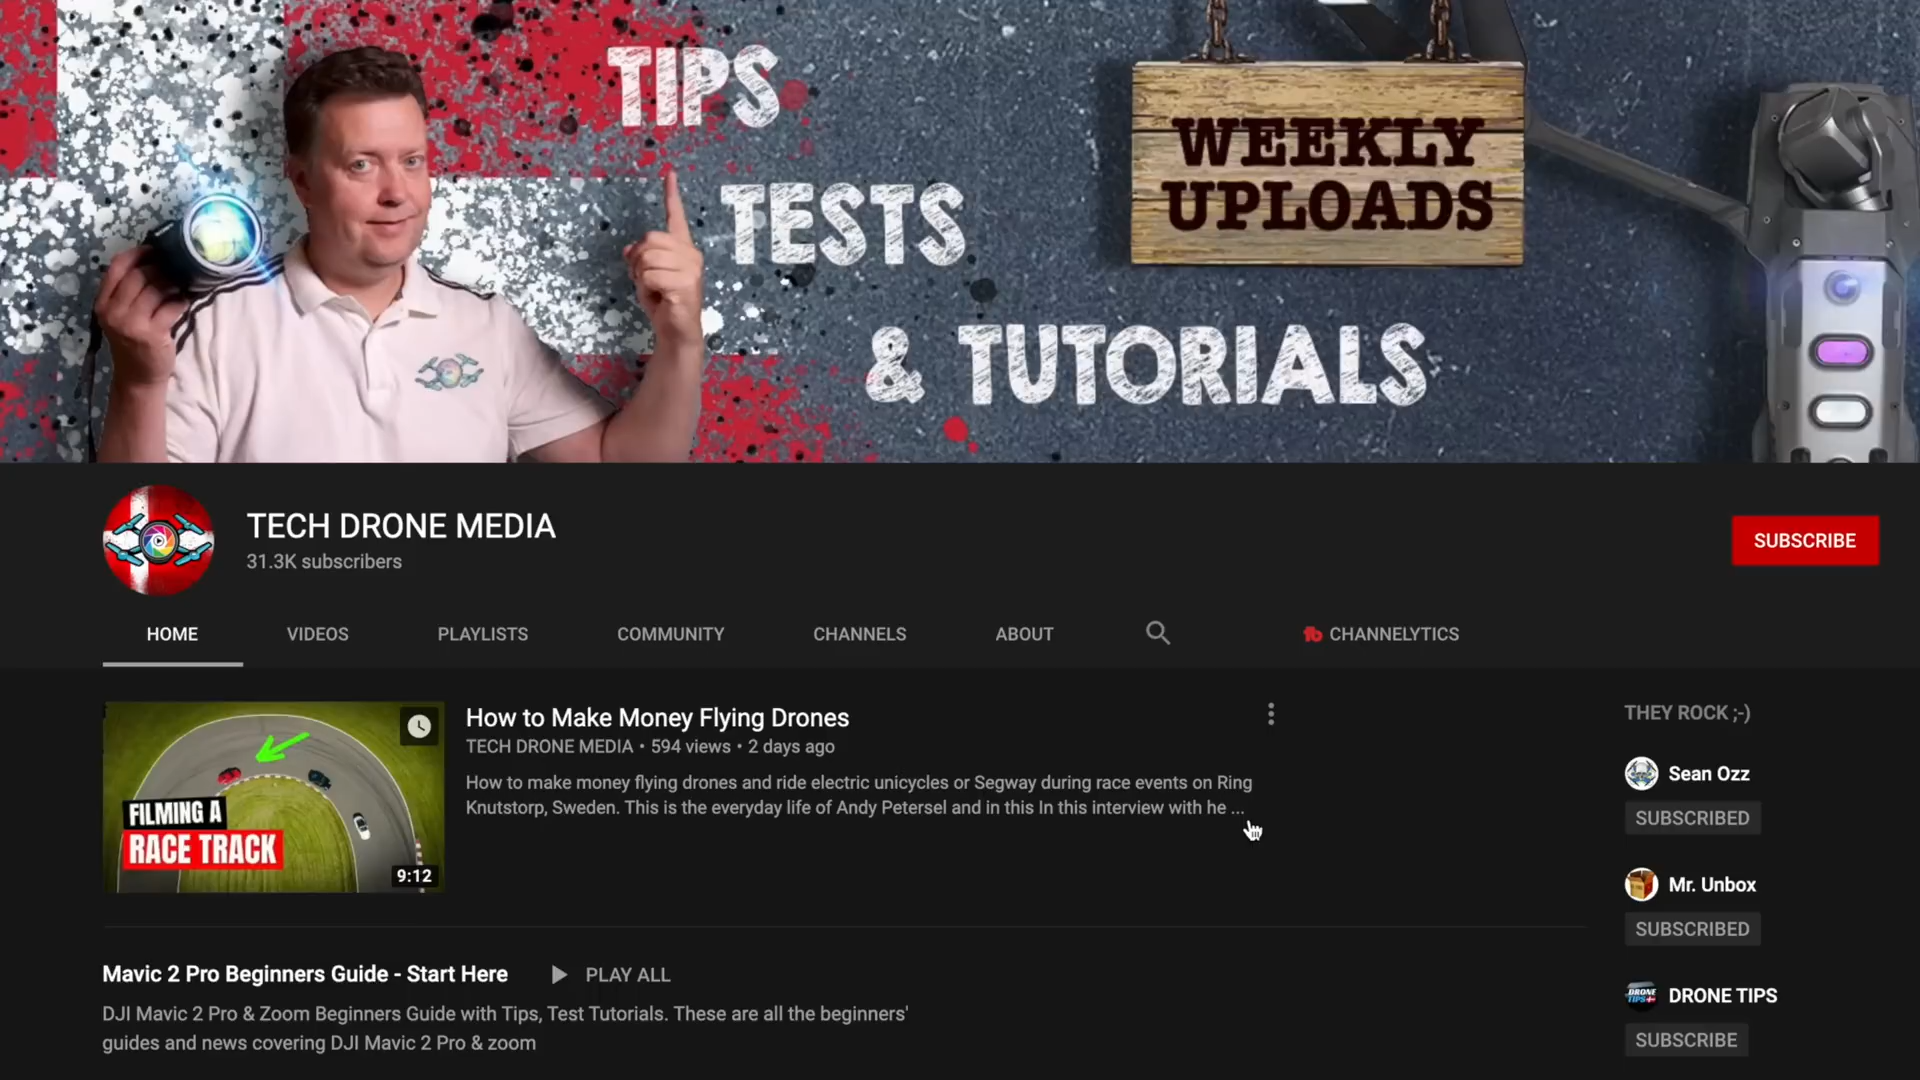 TIPS
TESTS
& TUTORIALS
WEEKLY
UPLOADS
TECH DRONE MEDIA
31.3K subscribers
SUBSCRIBE
HOME
VIDEOS
PLAYLISTS
COMMUNITY
CHANNELS
ABOUT
CHANNELYTICS
FILMING A
RACE TRACK
9:12
How to Make Money Flying Drones
TECH DRONE MEDIA • 594 views • 2 days ago
How to make money flying drones and ride electric unicycles or Segway during race events on Ring
Knutstorp, Sweden. This is the everyday life of Andy Petersel and in this In this interview with he ...
Mavic 2 Pro Beginners Guide - Start Here
PLAY ALL
DJI Mavic 2 Pro & Zoom Beginners Guide with Tips, Test Tutorials. These are all the beginners'
guides and news covering DJI Mavic 2 Pro & zoom
THEY ROCK ;-)
Sean Ozz
SUBSCRIBED
Mr. Unbox
SUBSCRIBED
DRONE TIPS
DRONE TIPS
SUBSCRIBE